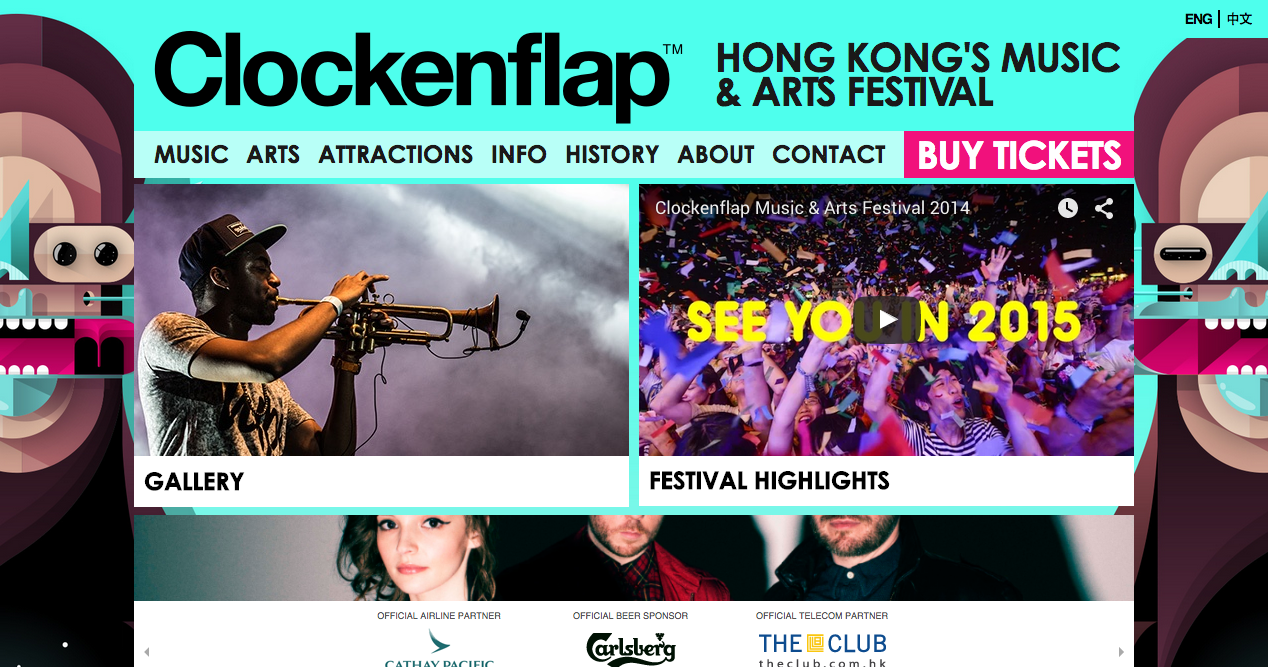 ENG | 中文
Clockenflap™
HONG KONG'S MUSIC
& ARTS FESTIVAL
MUSIC ARTS ATTRACTIONS INFO HISTORY ABOUT CONTACT BUY TICKETS
Clockenflap Music & Arts Festival 2014
SEE YOU IN 2015
GALLERY
FESTIVAL HIGHLIGHTS
OFFICIAL AIRLINE PARTNER
OFFICIAL BEER SPONSOR
OFFICIAL TELECOM PARTNER
CATHAY PACIFIC
Carlsberg
THE CLUB
theclub.com.hk